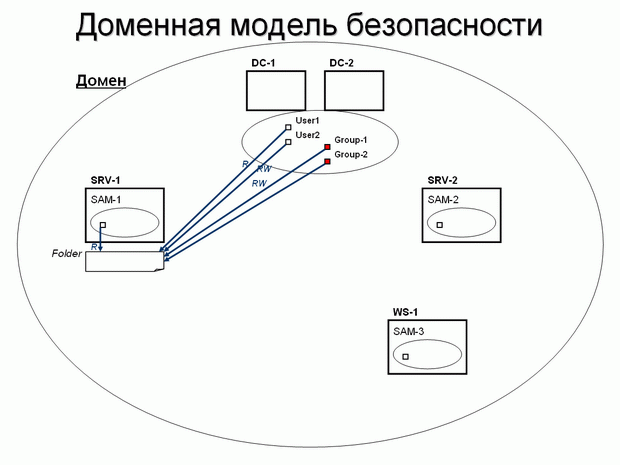 Доменная модель безопасности
DC-1
DC-2
Домен
User1
User2
Group-1
Group-2
R
RW
RW
SRV-1
SAM-1
R
Folder
SRV-2
SAM-2
WS-1
SAM-3